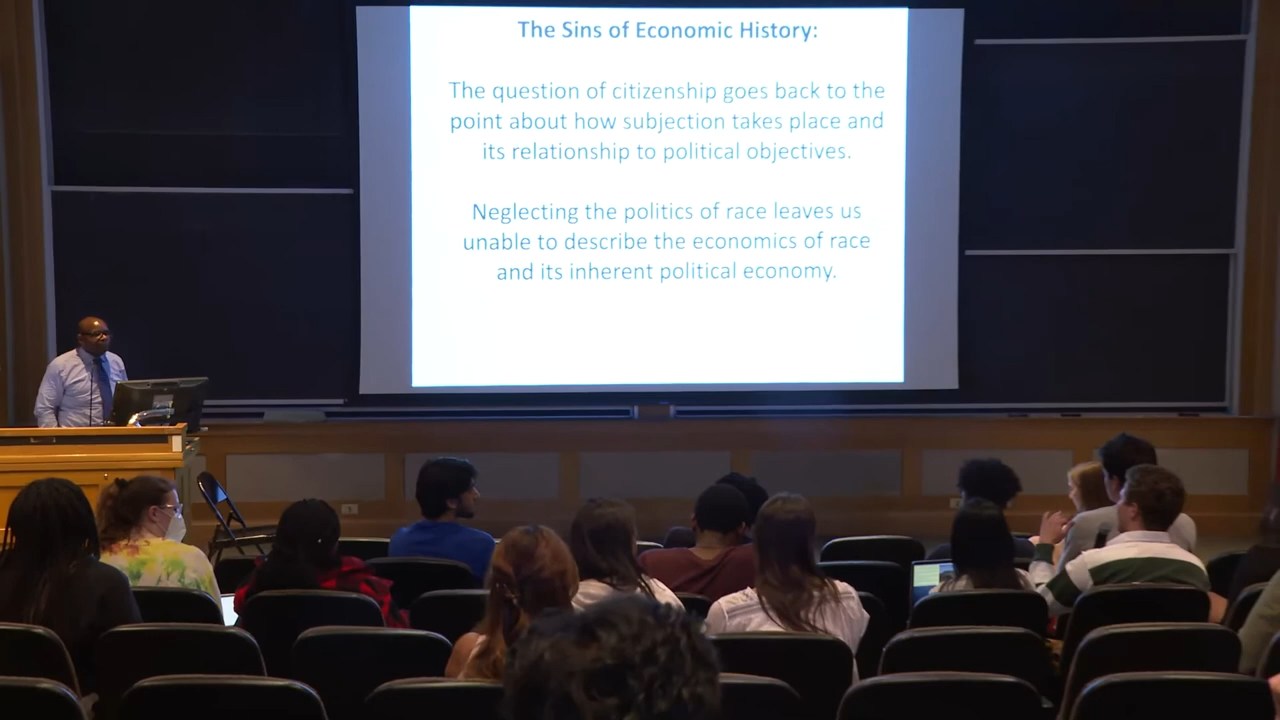 The Sins of Economic History:
The question of citizenship goes back to the
point about how subjection takes place and
its relationship to political objectives.
Neglecting the politics of race leaves us
unable to describe the economics of race
and its inherent political economy.